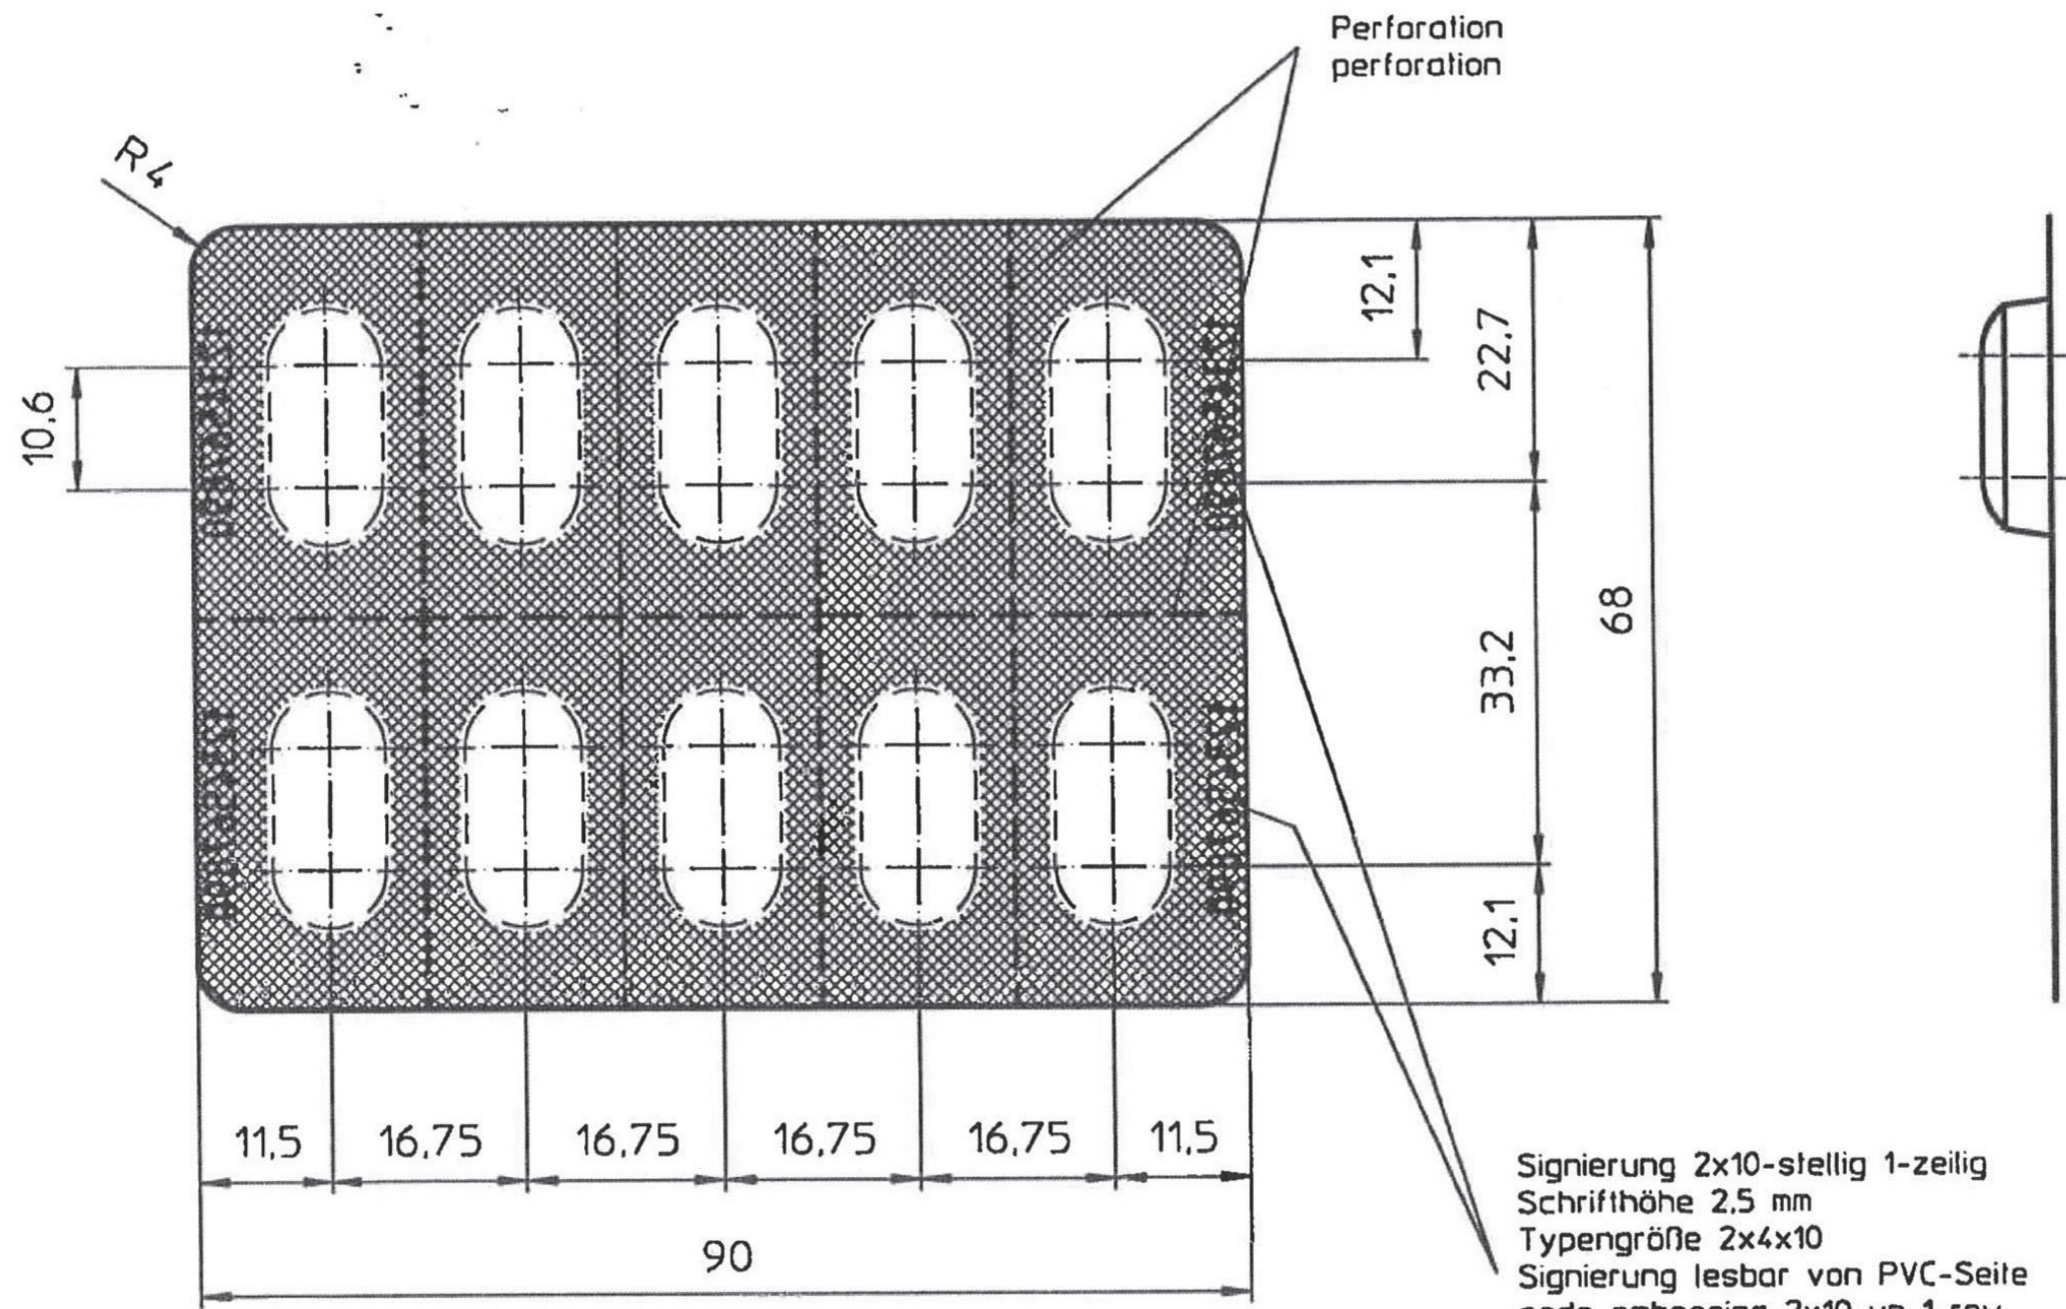 Perforation
perforation
R4
12.1
22.7
10,6
68
33.2
12.1
11,5 16,75 16,75 16,75 16,75 11,5
90
Signierung 2x10-stellig 1-zeilig
Schrifthöhe 2,5 mm
Typengröße 2x4x10
Signierung lesbar von PVC-Seite